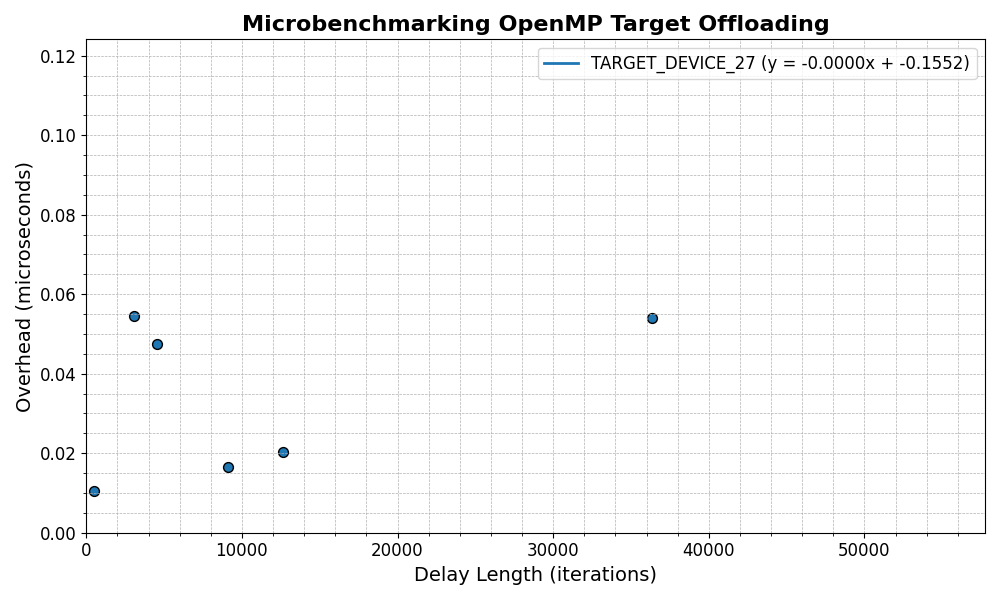 Microbenchmarking OpenMP Target Offloading
TARGET_DEVICE_27 (y = -0.0000x + -0.1552)
Overhead (microseconds)
0.12
0.10
0.08
0.06
0.04
0.02
0.00
0 10000 20000 30000 40000 50000
Delay Length (iterations)